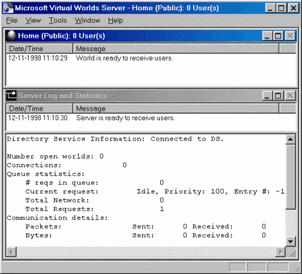 Microsoft Virtual Worlds Server - Home (Public): 0 User(s)
File View Tools Window Help
Home (Public): 0 User(s)
Date/Time Message
12-11-1998 11:10:29 World is ready to receive users.
Server Log and Statistics
Date/Time Message
12-11-1998 11:10:30 Server is ready to receive users.
Directory Service Information: Connected to DS.
Number open worlds: 0
Connections: 0
Queue statistics:
# reqs in queue: 0
Current request: Idle, Priority: 100, Entry #: -1
Total Network: 0
Total Requests: 1
Communication details:
Packets: Sent: 0 Received: 0
Bytes: Sent: 0 Received: 0